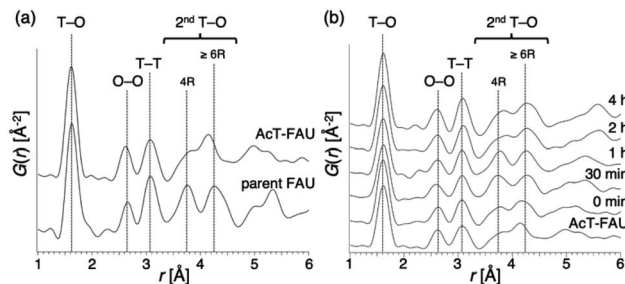 (a)
T–O
2nd T–O
≥ 6R
T–T
O–O
4R
G(r) [Å-2]
AcT-FAU
parent FAU
1 2 3 4 5 6
r [Å]
(b)
T–O
2nd T–O
≥ 6R
T–T
O–O
4R
G(r) [Å-2]
4 h
2 h
1 h
30 min
0 min
AcT-FAU
1 2 3 4 5 6
r [Å]